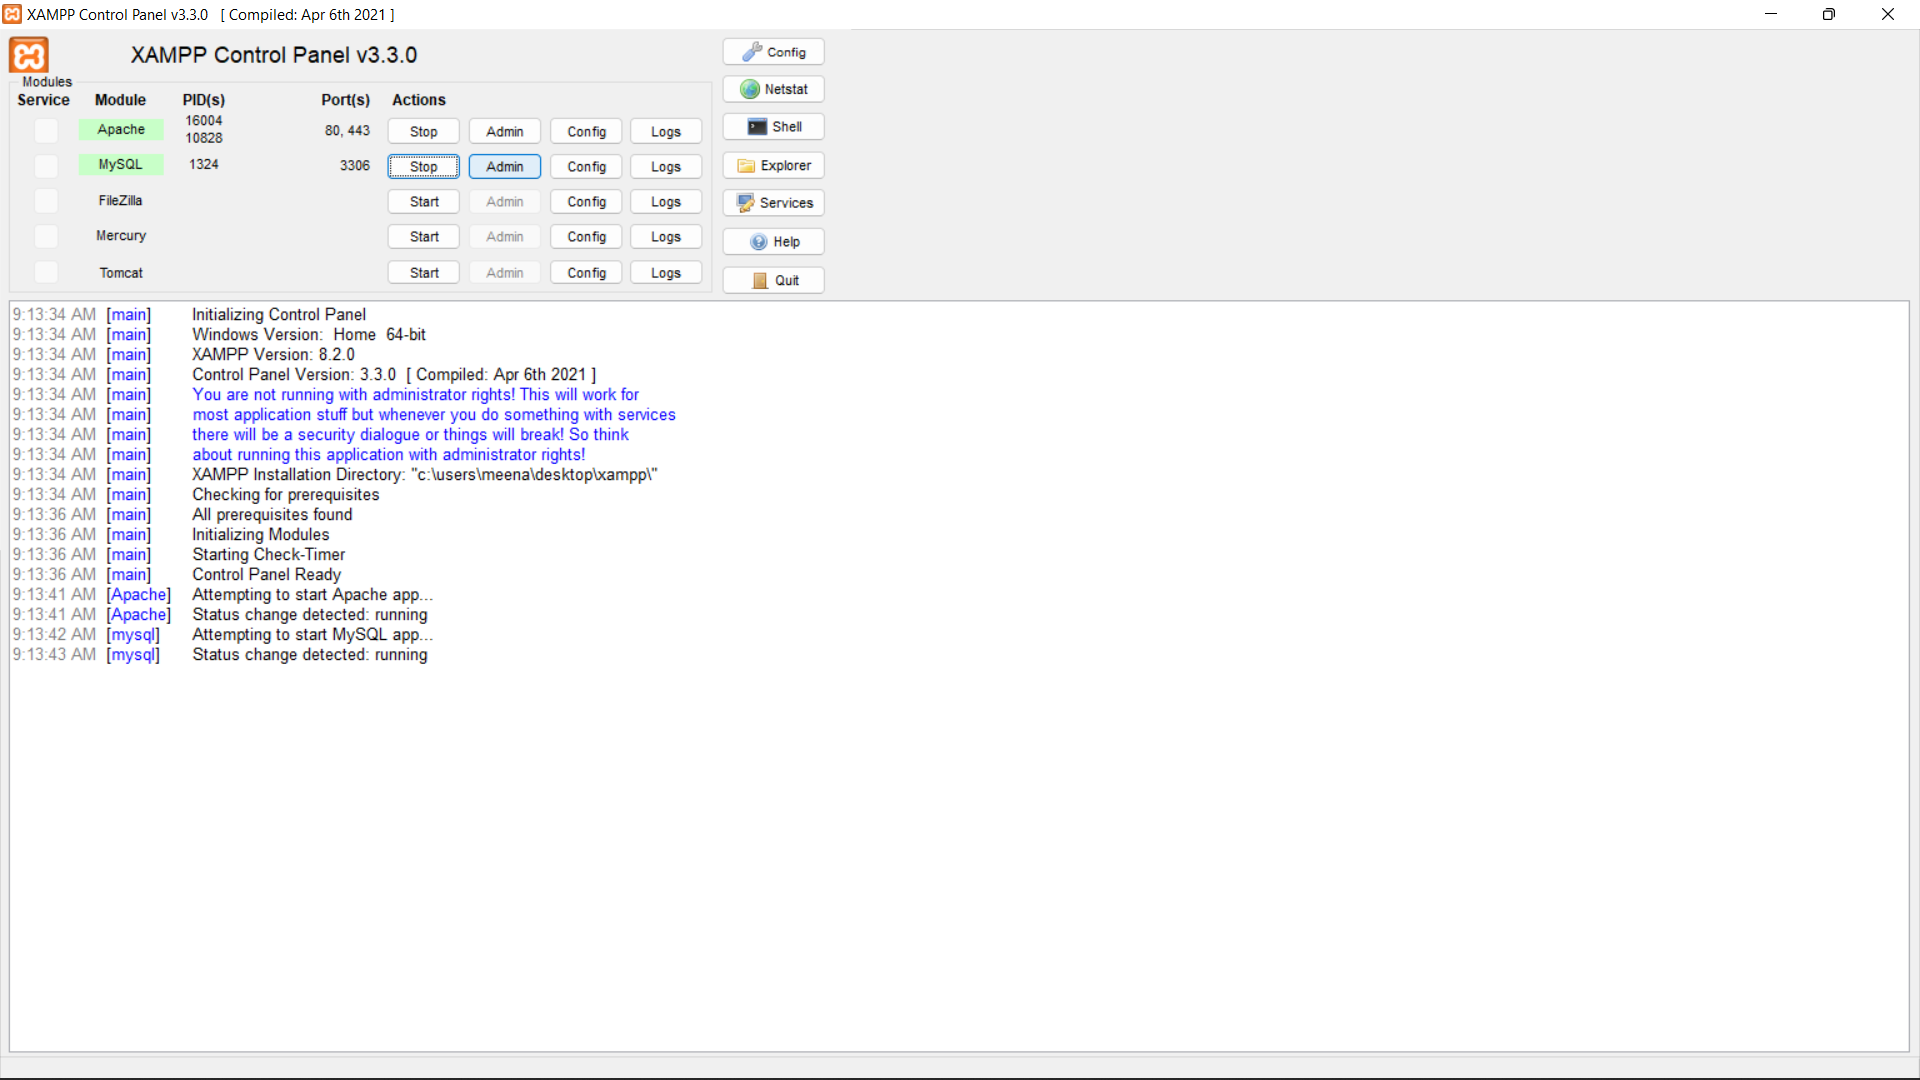 XAMPP Control Panel v3.3.0 [ Compiled: Apr 6th 2021 ]
XAMPP Control Panel v3.3.0
Config
Modules
Service Module PID(s) Port(s) Actions
Netstat
Apache 16004 10828 80, 443 Stop Admin Config Logs
Shell
MySQL 1324 3306 Stop Admin Config Logs
Explorer
FileZilla Start Admin Config Logs
Services
Mercury Start Admin Config Logs
Help
Tomcat Start Admin Config Logs
Quit
9:13:34 AM [main] Initializing Control Panel
9:13:34 AM [main] Windows Version: Home 64-bit
9:13:34 AM [main] XAMPP Version: 8.2.0
9:13:34 AM [main] Control Panel Version: 3.3.0 [ Compiled: Apr 6th 2021 ]
9:13:34 AM [main] You are not running with administrator rights! This will work for
9:13:34 AM [main] most application stuff but whenever you do something with services
9:13:34 AM [main] there will be a security dialogue or things will break! So think
9:13:34 AM [main] about running this application with administrator rights!
9:13:34 AM [main] XAMPP Installation Directory: "c:\users\meena\desktop\xampp\"
9:13:34 AM [main] Checking for prerequisites
9:13:36 AM [main] All prerequisites found
9:13:36 AM [main] Initializing Modules
9:13:36 AM [main] Starting Check-Timer
9:13:36 AM [main] Control Panel Ready
9:13:41 AM [Apache] Attempting to start Apache app...
9:13:41 AM [Apache] Status change detected: running
9:13:42 AM [mysql] Attempting to start MySQL app...
9:13:43 AM [mysql] Status change detected: running